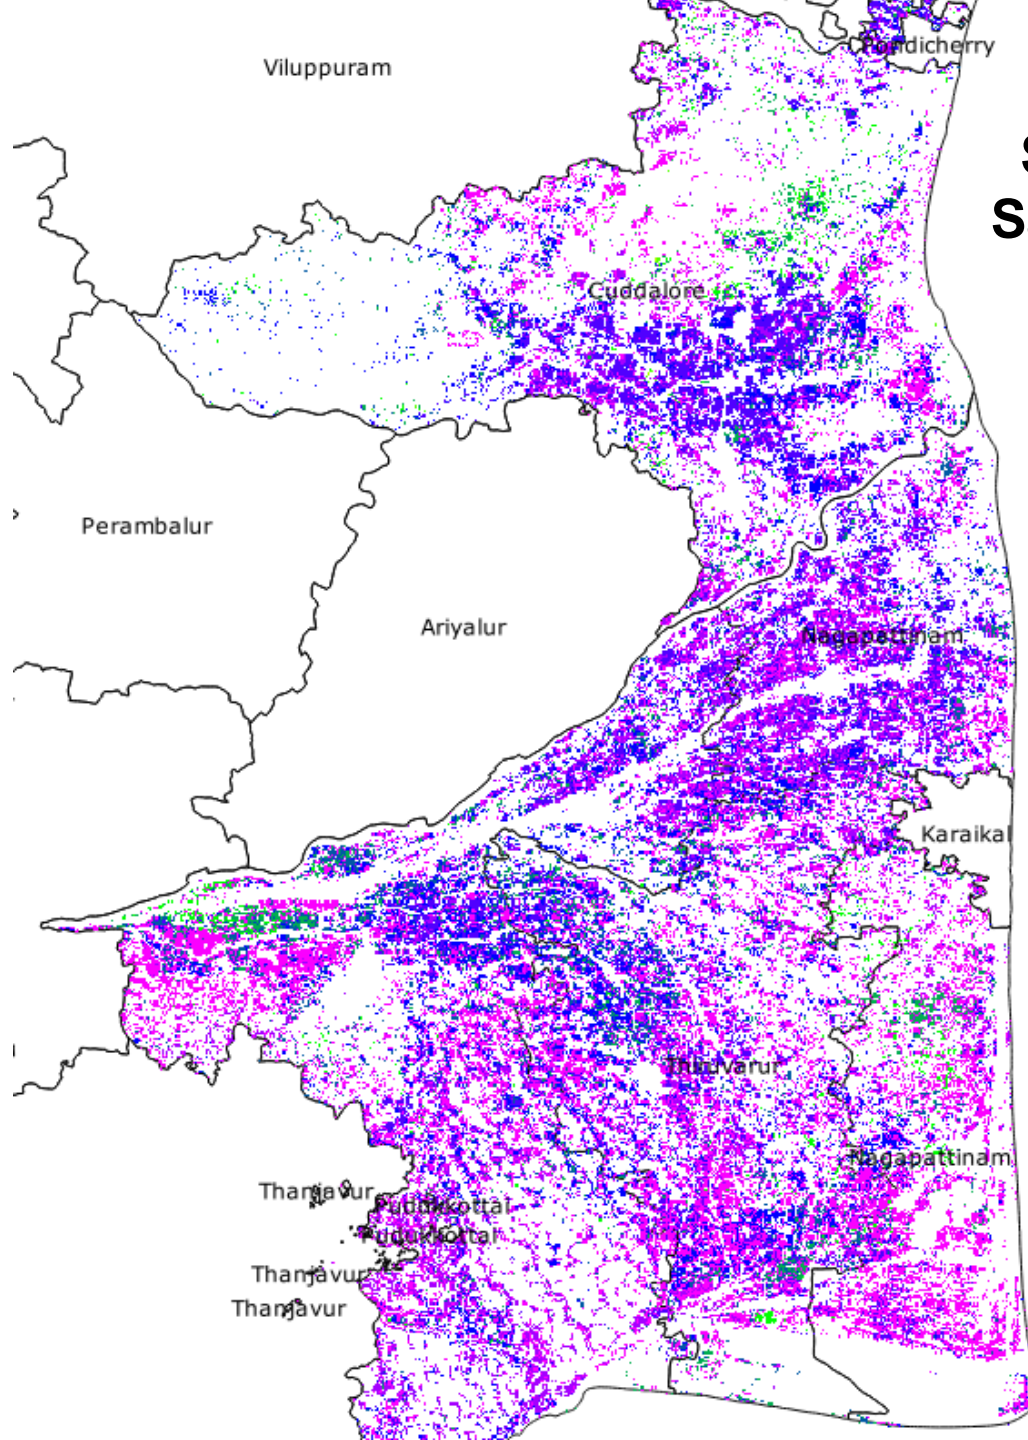 Viluppuram
Pondicherry
S
S
Cuddalore
Perambalur
Ariyalur
Nagapattinam
Karaikal
Thiruvarur
Nagapattinam
Thanjavur
Pudukkottai
Pudukkottai
Thanjavur
Thanjavur